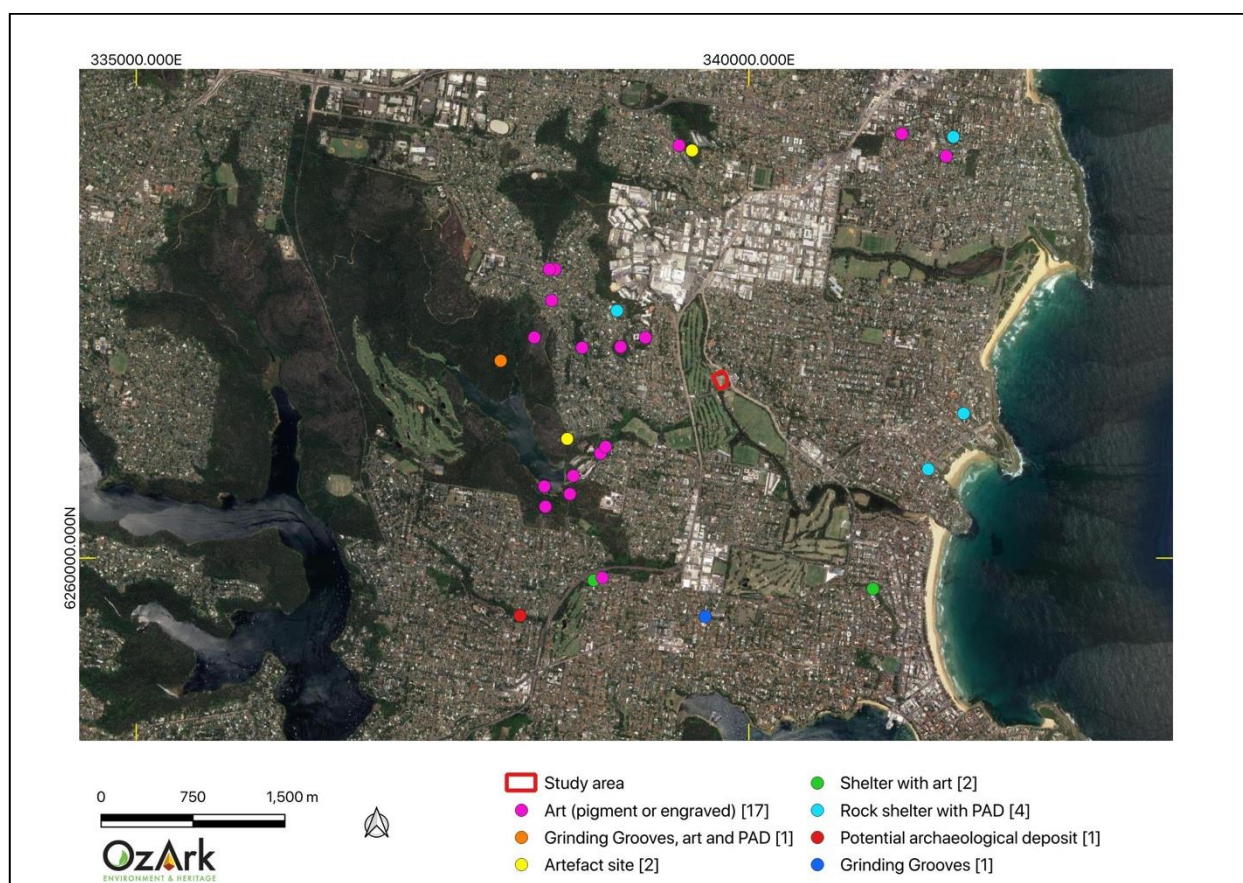 335000.000E
340000.000E
6260000.000N
0 750 1,500 m
OzArk
ENVIRONMENT & HERITAGE
Study area
Art (pigment or engraved) [17]
Grinding Grooves, art and PAD [1]
Artefact site [2]
Shelter with art [2]
Rock shelter with PAD [4]
Potential archaeological deposit [1]
Grinding Grooves [1]